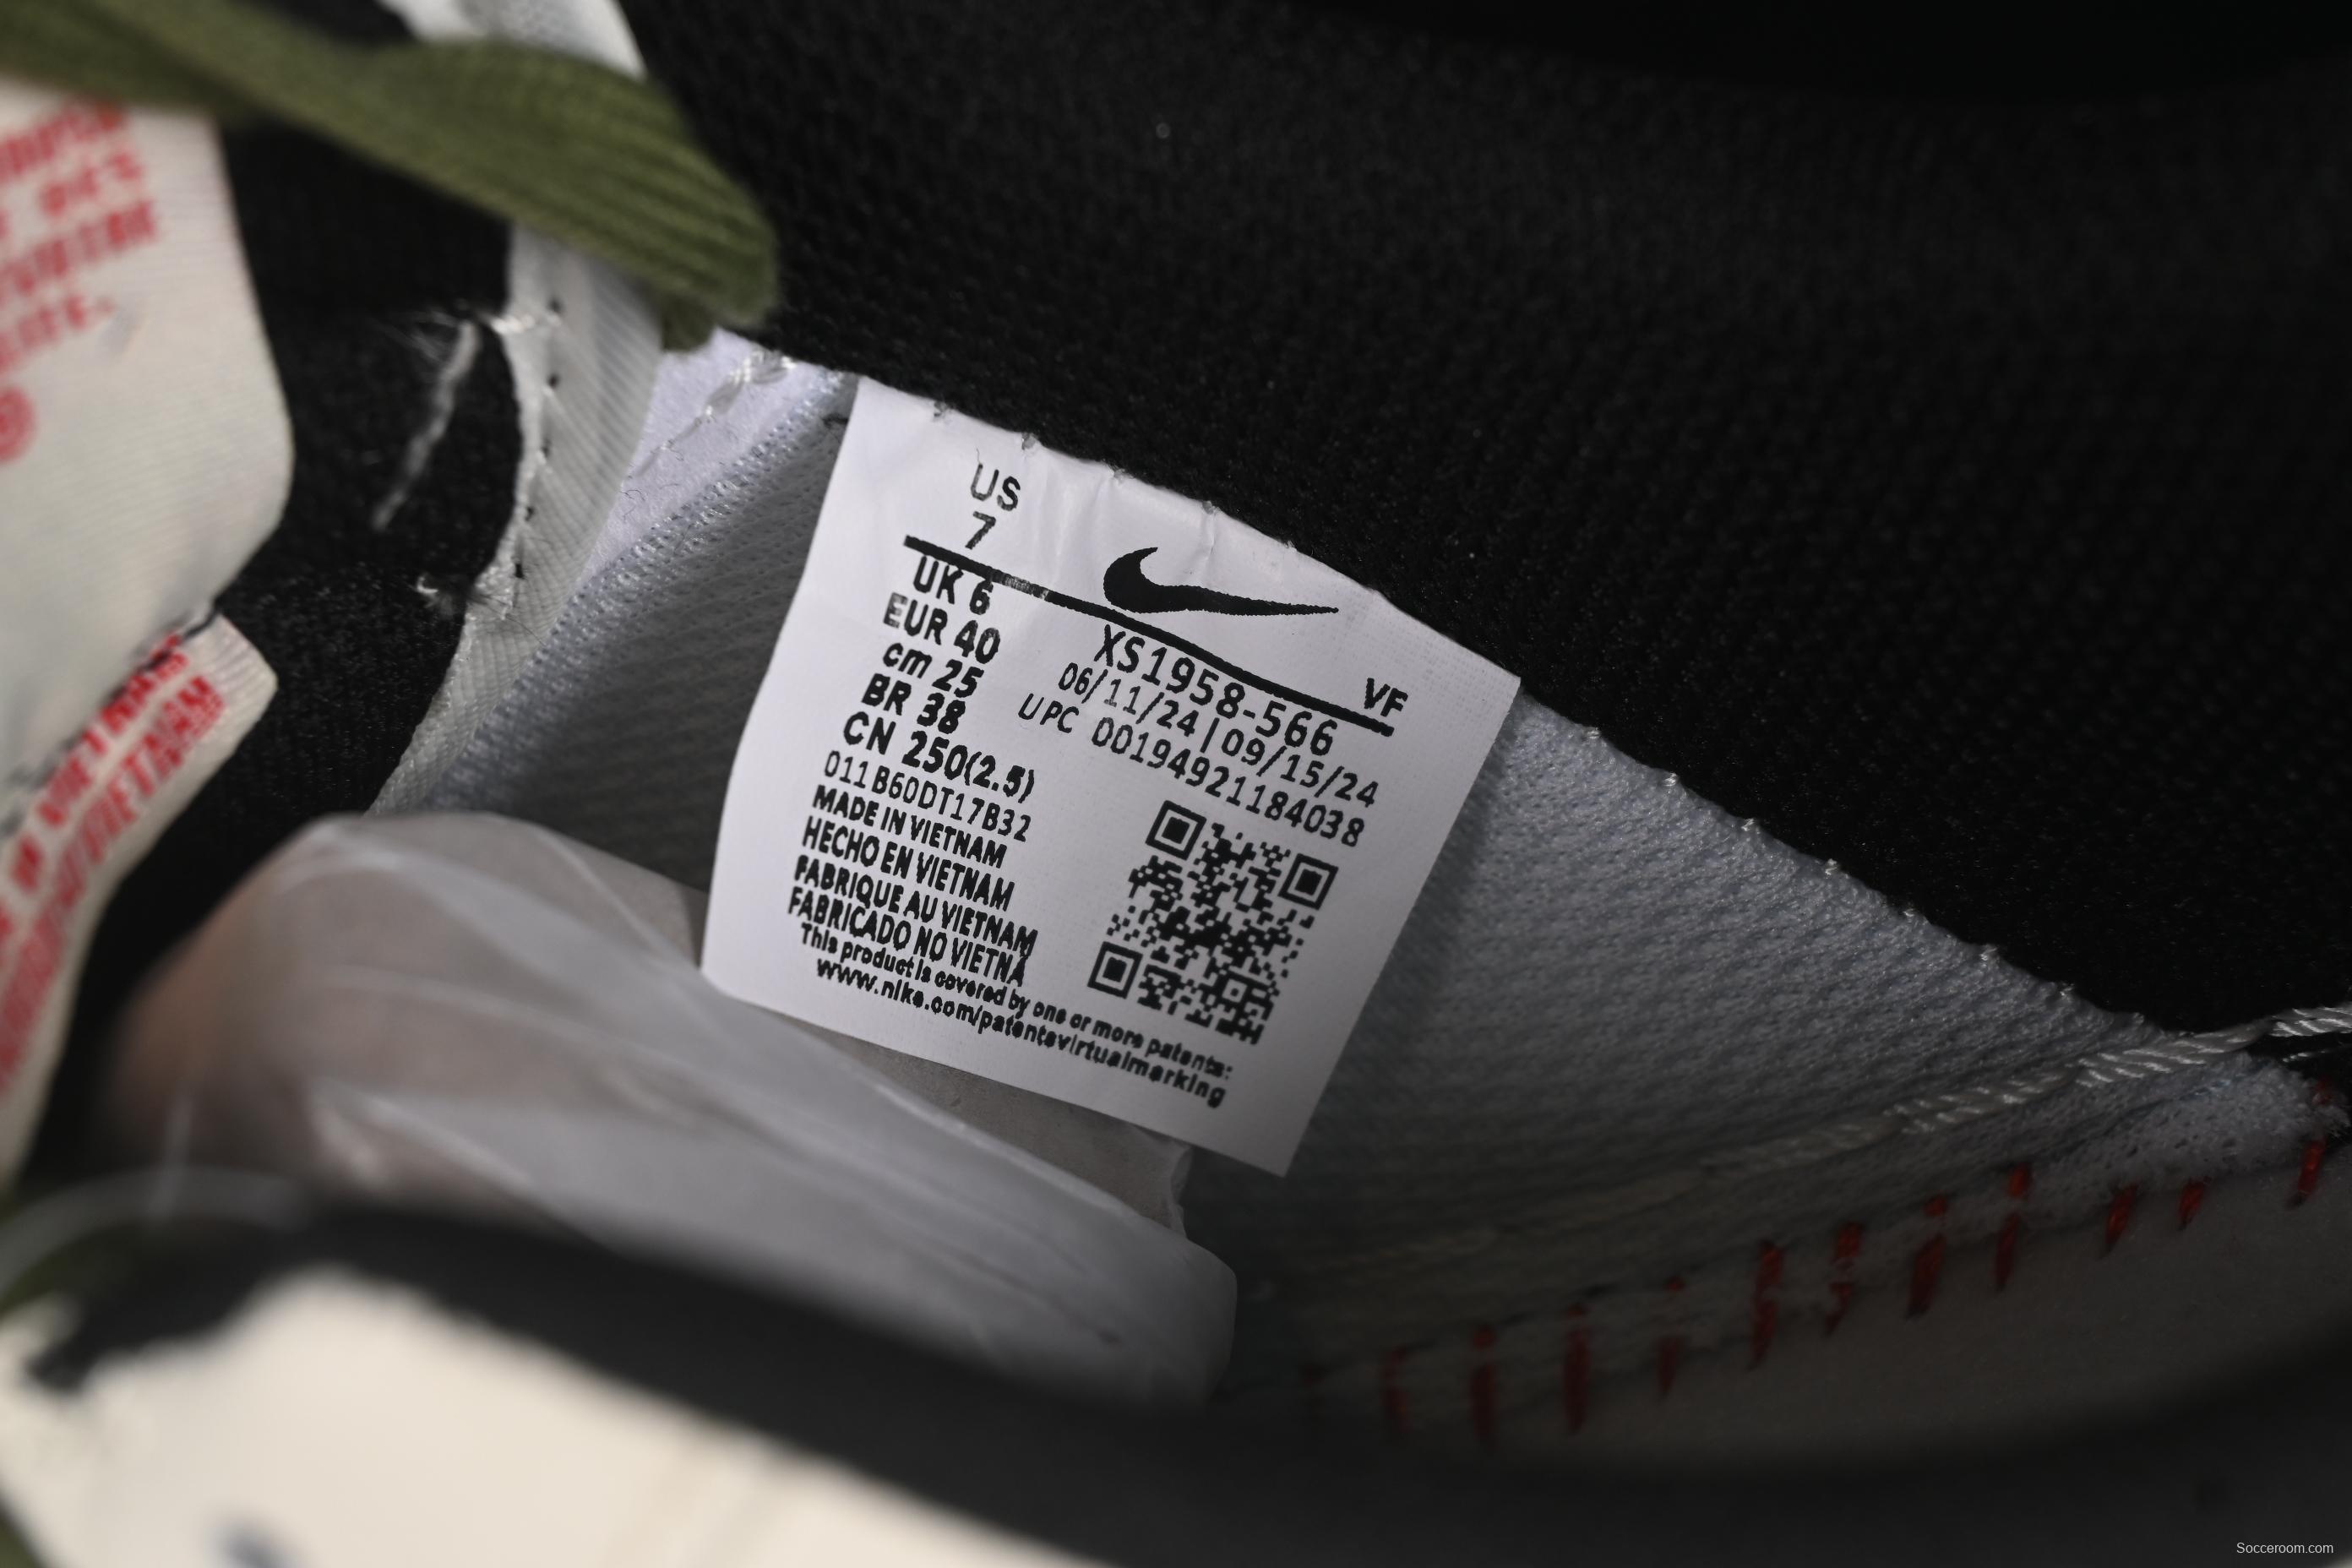 US
7
UK 6
EUR 40
cm 25
BR 38
CN 250(2.5)
011B60DT17B32
MADE IN VIETNAM
HECHO EN VIETNAM
FABRIQUE AU VIETNAM
FABRICADO NO VIETNÃ
This product is covered by one or more patents:
www.nike.com/patentsvirtualmarking
VF
XS1958-566
06/11/24 | 09/15/24
UPC 00194921184038
VIETNAM
Socceroom.com